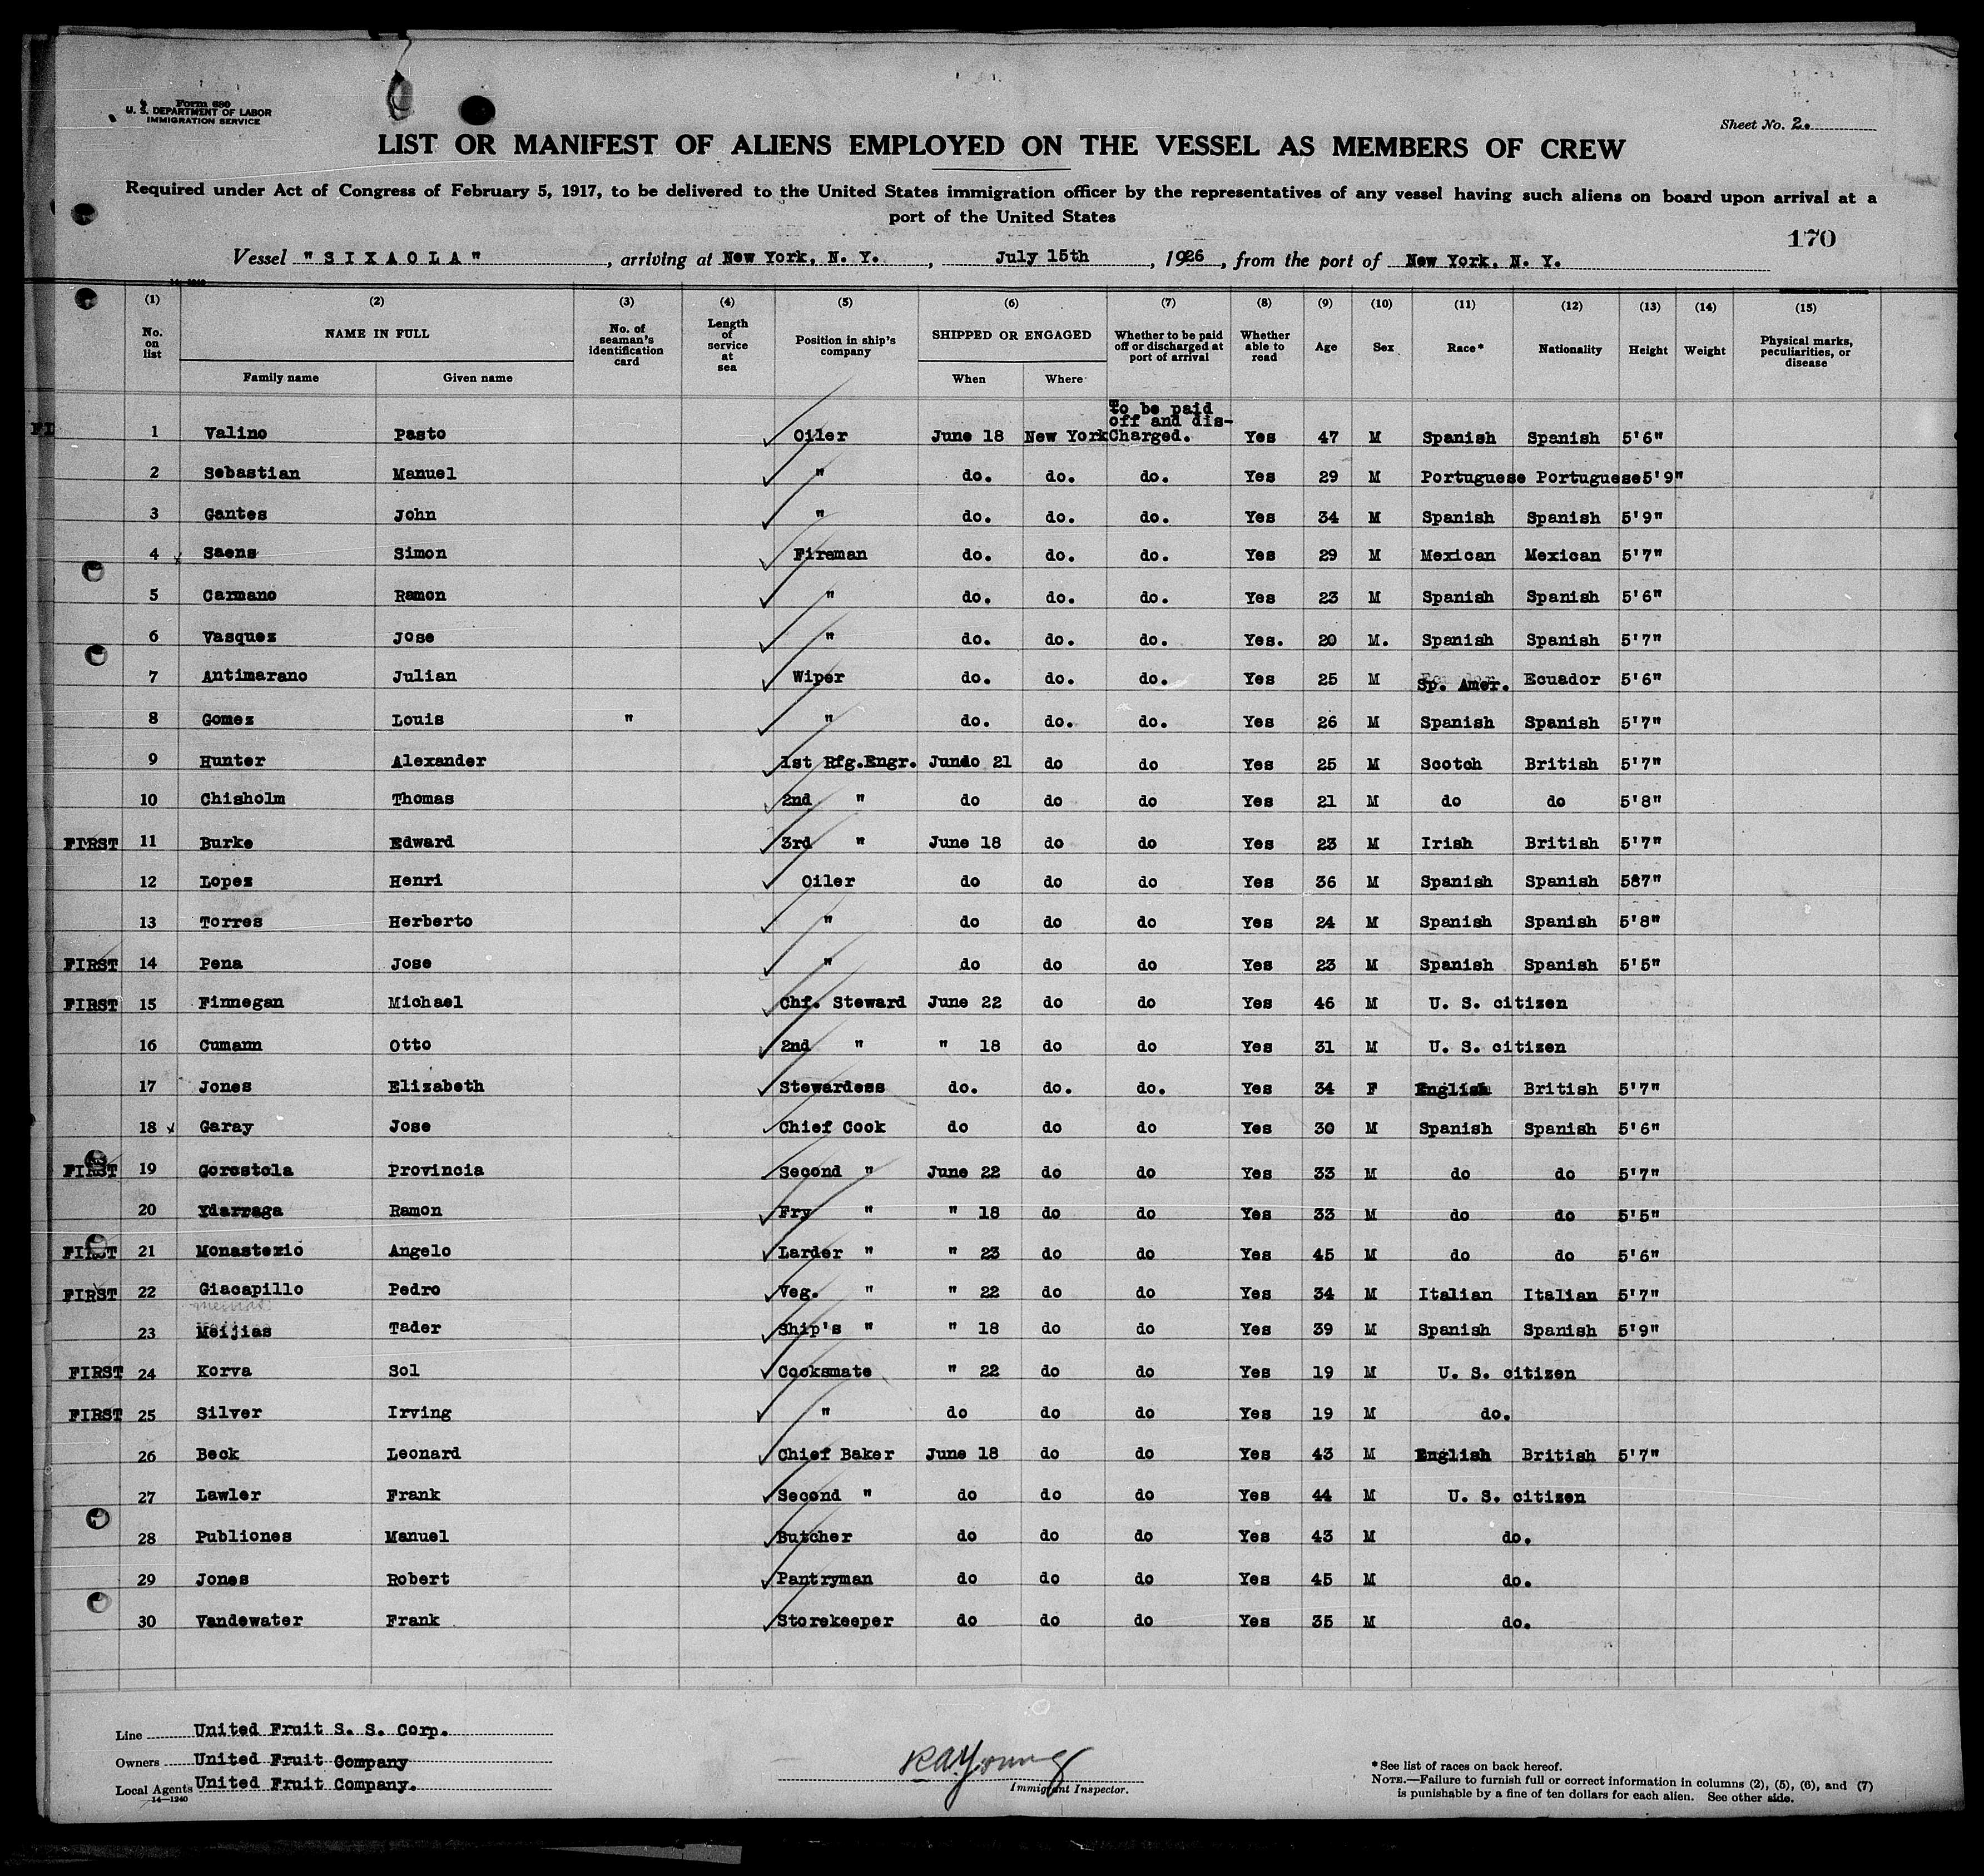 Form 680
U. S. DEPARTMENT OF LABOR
IMMIGRATION SERVICE
Sheet No. 2.
LIST OR MANIFEST OF ALIENS EMPLOYED ON THE VESSEL AS MEMBERS OF CREW
Required under Act of Congress of February 5, 1917, to be delivered to the United States immigration officer by the representatives of any vessel having such aliens on board upon arrival at a
port of the United States
170
Vessel "SIXAOLA", arriving at New York, N. Y., July 15th, 1926, from the port of New York, N. Y.
(1) (2) (3) (4) (5) (6) (7) (8) (9) (10) (11) (12) (13) (14) (15)
No. on list NAME IN FULL Family name Given name No. of seaman's identification card Length of service at sea Position in ship's company SHIPPED OR ENGAGED When Where Whether to be paid off or discharged at port of arrival Whether able to read Age Sex Race* Nationality Height Weight Physical marks, peculiarities, or disease
1 Valino Pasto Oiler June 18 New York To be paid off and dis-Charged. Yes 47 M Spanish Spanish 5'6"
2 Sebastian Manuel " do. do. do. Yes 29 M Portuguese Portuguese 5'9"
3 Gantes John " do. do. do. Yes 34 M Spanish Spanish 5'9"
4 Saens Simon Fireman do. do. do. Yes 29 M Mexican Mexican 5'7"
5 Carmano Ramon " do. do. do. Yes 23 M Spanish Spanish 5'6"
6 Vasquez Jose " do. do. do. Yes. 20 M. Spanish Spanish 5'7"
7 Antimarano Julian Wiper do. do. do. Yes 25 M Sp. Amer. Ecuador 5'6"
8 Gomez Louis " " do. do. do. Yes 26 M Spanish Spanish 5'7"
9 Hunter Alexander 1st Rfg.Engr. 21 do do Yes 25 M Scotch British 5'7"
10 Chisholm Thomas 2nd " do do do Yes 21 M do do 5'8"
FIRST 11 Burke Edward 3rd " June 18 do do Yes 23 M Irish British 5'7"
12 Lopez Henri Oiler do do do Yes 36 M Spanish Spanish 587"
13 Torres Herberto " do do do Yes 24 M Spanish Spanish 5'8"
FIRST 14 Pena Jose " do do do Yes 23 M Spanish Spanish 5'5"
FIRST 15 Finnegan Michael Chf. Steward June 22 do do Yes 46 M U. S. citizen
16 Cumann Otto 2nd " " 18 do do Yes 31 M U. S. citizen
17 Jones Elizabeth Stewardess do. do. do. Yes 34 F English British 5'7"
18 Garay Jose Chief Cook do do do Yes 30 M Spanish Spanish 5'6"
FIRST 19 Gorostola Provincia Second " June 22 do do Yes 33 M do do 5'7"
20 Ydarraga Ramon Fry " " 18 do do Yes 33 M do do 5'5"
FIRST 21 Monasterio Angelo Larder " " 23 do do Yes 45 M do do 5'6"
FIRST 22 Giacapillo Pedro Veg. " " 22 do do Yes 34 M Italian Italian 5'7"
23 Meijias Tader Ship's " " 18 do do Yes 39 M Spanish Spanish 5'9"
FIRST 24 Korva Sol Cooksmate " 22 do do Yes 19 M U. S. citizen
FIRST 25 Silver Irving " do do do Yes 19 M do.
26 Beck Leonard Chief Baker June 18 do do Yes 43 M English British 5'7"
27 Lawler Frank Second " do do do Yes 44 M U. S. citizen
28 Publiones Manuel Butcher do do do Yes 43 M do.
29 Jones Robert Pantryman do do do Yes 45 M do.
30 Vandewater Frank Storekeeper do do do Yes 35 M do.
Line United Fruit S. S. Corp.
Owners United Fruit Company
Local Agents United Fruit Company.
14—1240
RAYoung
Immigrant Inspector.
*See list of races on back hereof.
NOTE.—Failure to furnish full or correct information in columns (2), (5), (6), and (7)
is punishable by a fine of ten dollars for each alien. See other side.